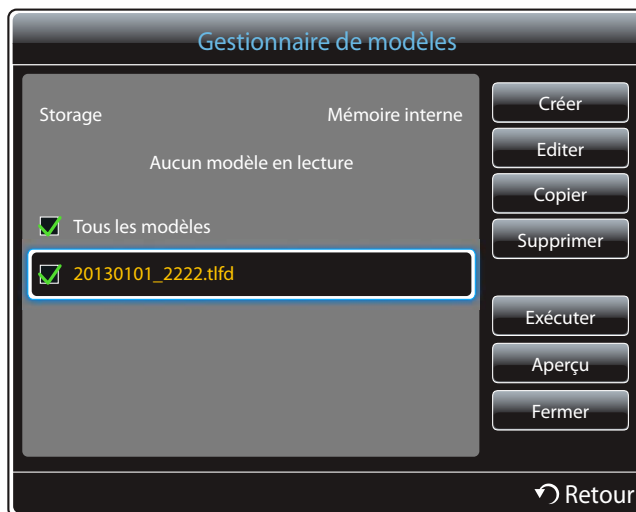 Gestionnaire de modèles
Storage Mémoire interne
Aucun modèle en lecture
Tous les modèles
20130101_2222.tlfd
Créer
Editer
Copier
Supprimer
Exécuter
Aperçu
Fermer
Retour